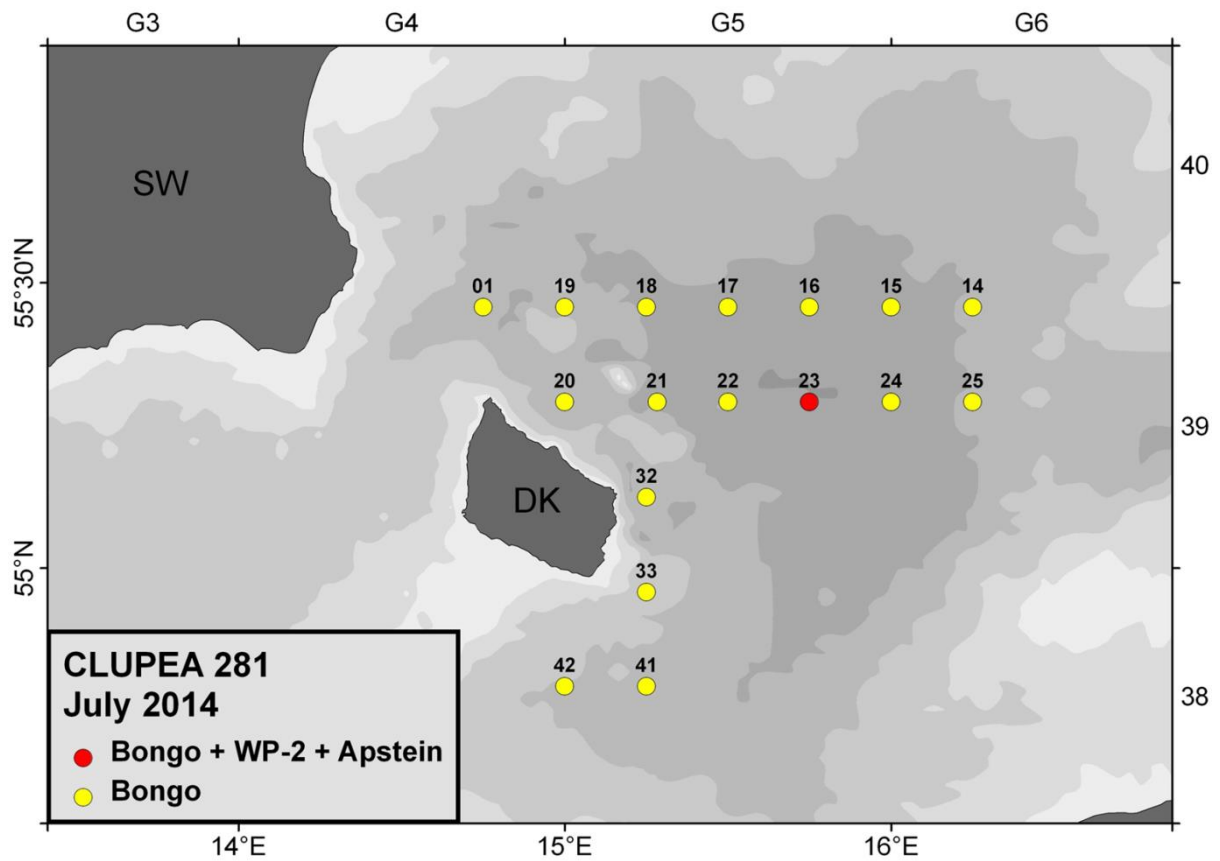 G3 G4 G5 G6
SW
40
55°30'N
01 19 18 17 16 15 14
20 21 22 23 24 25
39
32
DK
55°N
33
42 41
38
CLUPEA 281
July 2014
Bongo + WP-2 + Apstein
Bongo
14°E 15°E 16°E